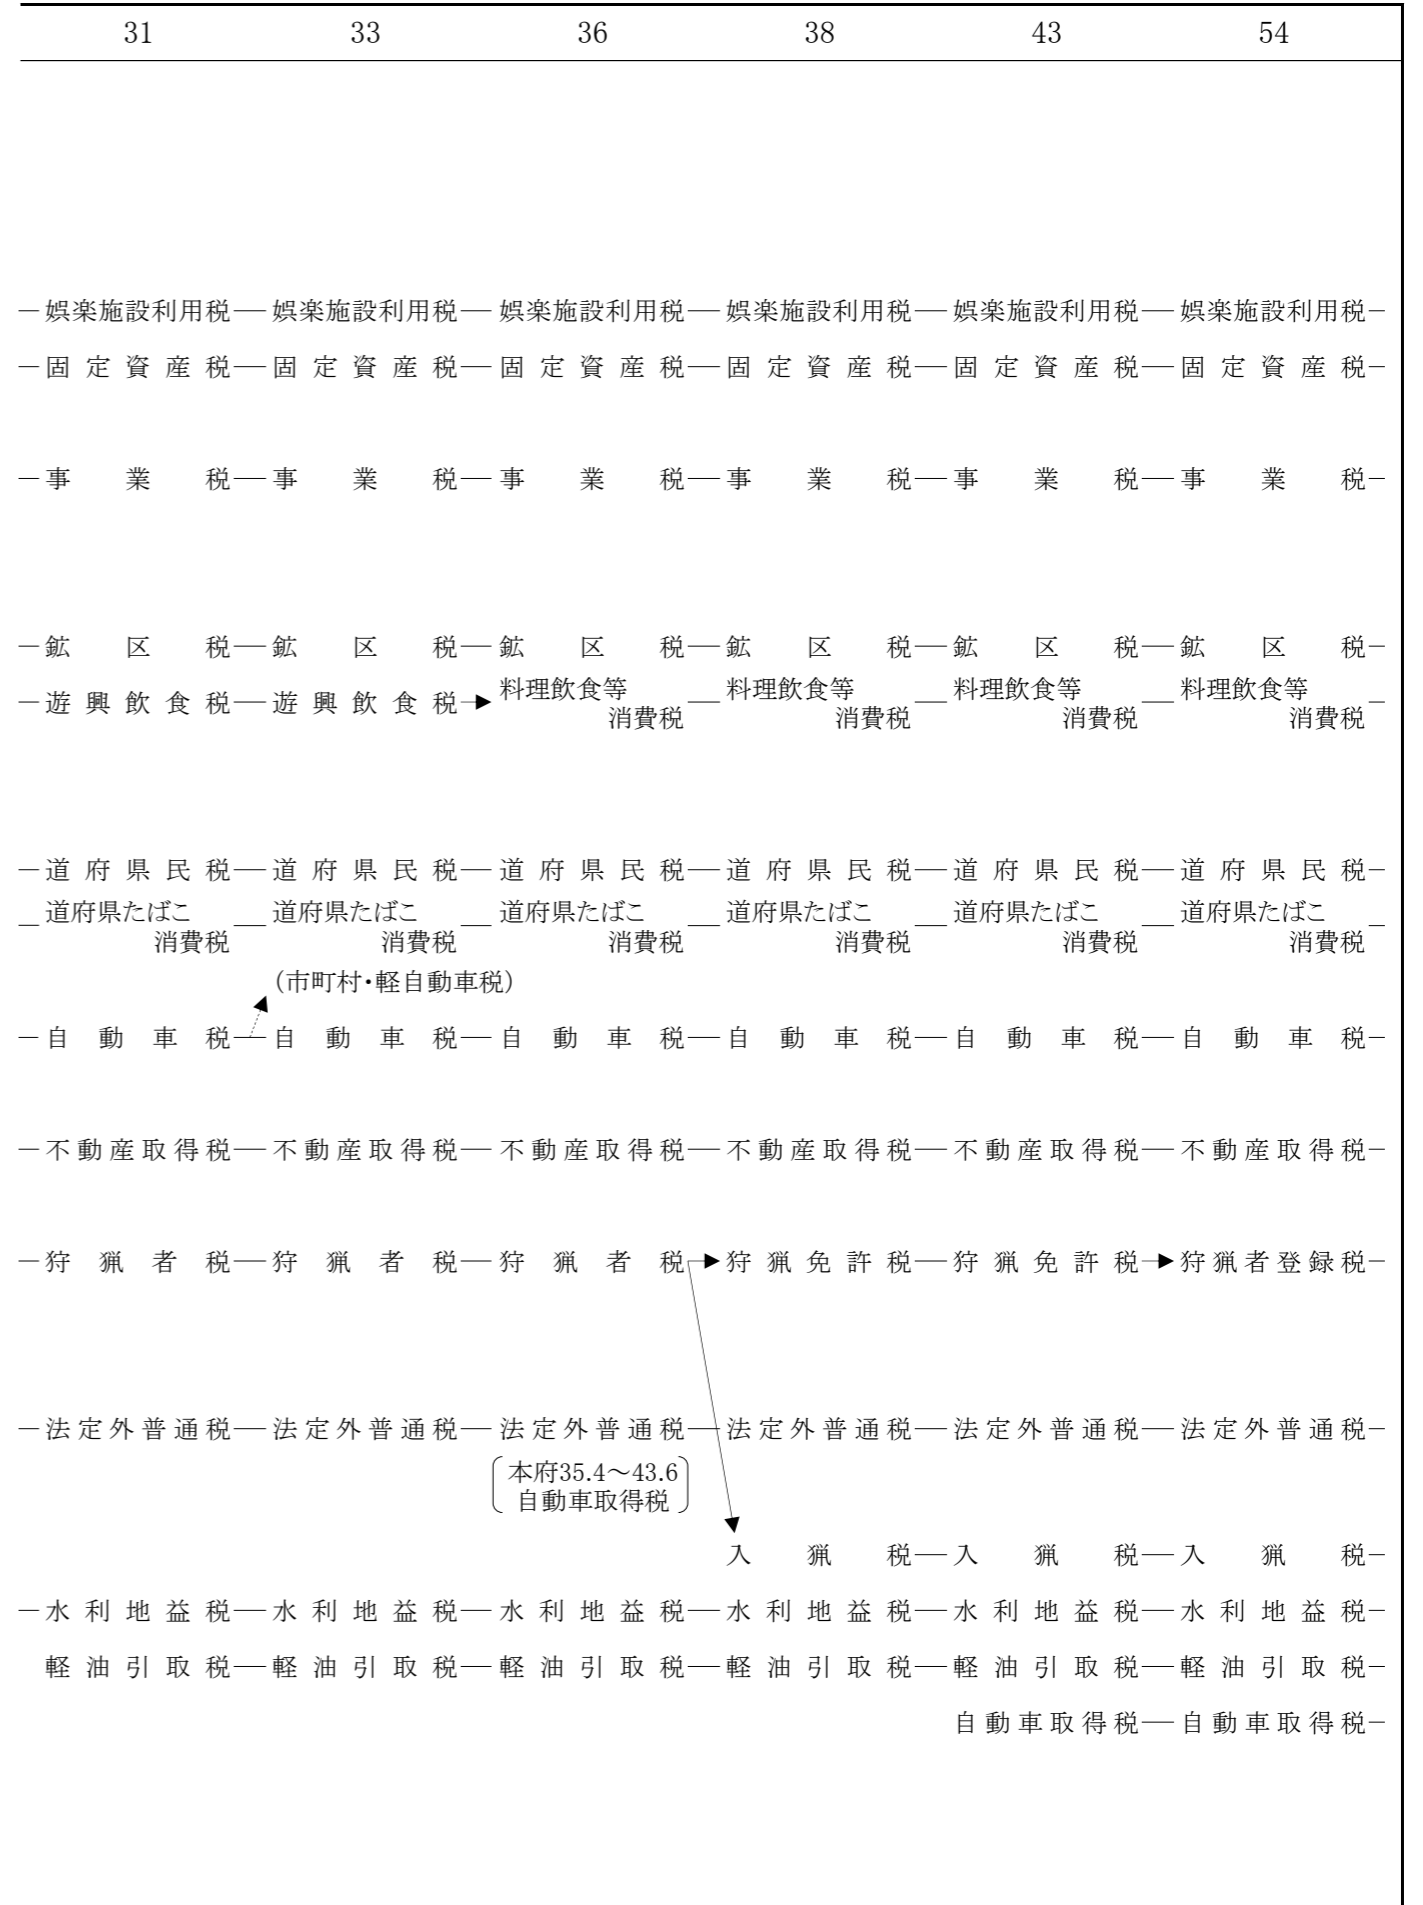 31 33 36 38 43 54
娯楽施設利用税 娯楽施設利用税 娯楽施設利用税 娯楽施設利用税 娯楽施設利用税 娯楽施設利用税
固定資産税 固定資産税 固定資産税 固定資産税 固定資産税 固定資産税
事業税 事業税 事業税 事業税 事業税 事業税
鉱区税 鉱区税 鉱区税 鉱区税 鉱区税 鉱区税
料理飲食等 料理飲食等 料理飲食等 料理飲食等
遊興飲食税 遊興飲食税
消費税 消費税 消費税 消費税
道府県民税 道府県民税 道府県民税 道府県民税 道府県民税 道府県民税
道府県たばこ 道府県たばこ 道府県たばこ 道府県たばこ 道府県たばこ 道府県たばこ
消費税 消費税 消費税 消費税 消費税 消費税
(市町村・軽自動車税)
自動車税 自動車税 自動車税 自動車税 自動車税 自動車税
不動産取得税 不動産取得税 不動産取得税 不動産取得税 不動産取得税 不動産取得税
狩猟者税 狩猟者税 狩猟者税 狩猟免許税 狩猟免許税 狩猟者登録税
法定外普通税 法定外普通税 法定外普通税 法定外普通税 法定外普通税 法定外普通税
本府35.4～43.6
自動車取得税
入猟税 入猟税 入猟税
水利地益税 水利地益税 水利地益税 水利地益税 水利地益税 水利地益税
軽油引取税 軽油引取税 軽油引取税 軽油引取税 軽油引取税 軽油引取税
自動車取得税 自動車取得税